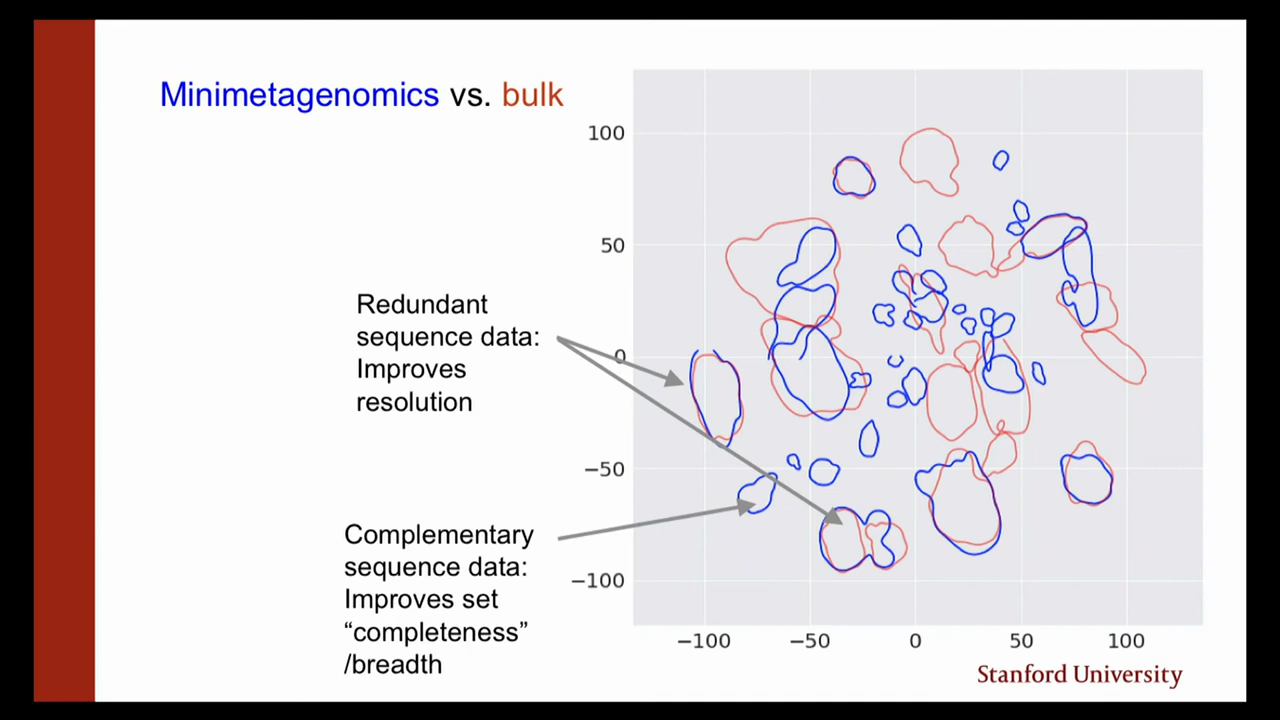 Minimetagenomics vs. bulk
Redundant
sequence data:
Improves
resolution
Complementary
sequence data:
Improves set
“completeness”
/breadth
100
50
0
−50
−100
−100
−50
0
50
100
Stanford University